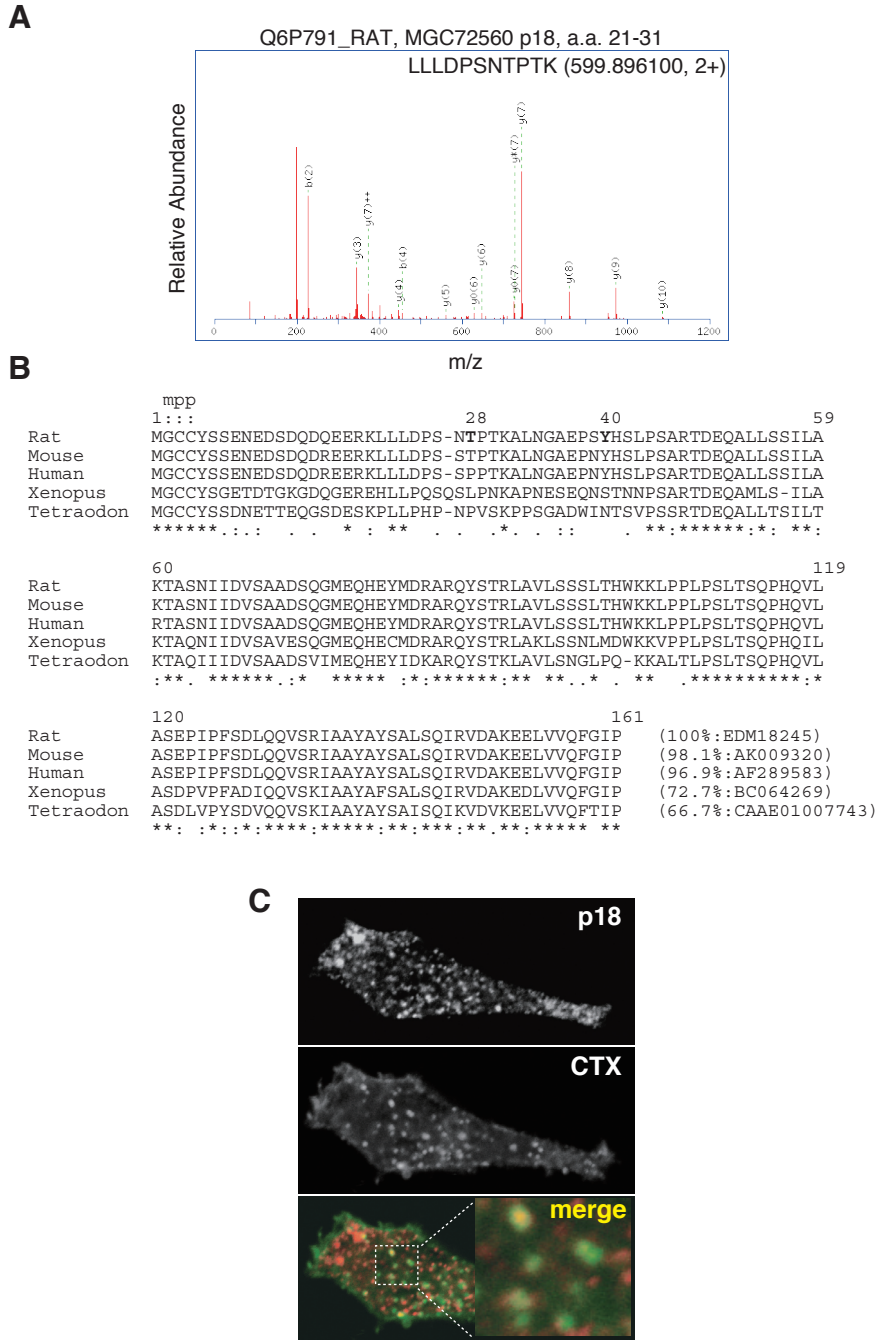 A
Q6P791_RAT, MGC72560 p18, a.a. 21-31
LLLDPSNTPTK (599.896100, 2+)
Relative Abundance
b(2)
y(3)
y(7)++
y(4)
b(4)
y(5)
y0(6)
y(6)
y*(7)
y0(7)
y(7)
y(8)
y(9)
y(10)
0 200 400 600 800 1000 1200
m/z
B
mpp
1::: 28 40 59
Rat MGCCYSSENEDSDQDQEERKLLLDPS-NTPTKALNGAEPSYHSLPSARTDEQALLSSILA
Mouse MGCCYSSENEDSDQDREERKLLLDPS-STPTKALNGAEPNYHSLPSARTDEQALLSSILA
Human MGCCYSSENEDSDQDREERKLLLDPS-SPPTKALNGAEPNYHSLPSARTDEQALLSSILA
Xenopus MGCCYSGETDTGKGDQGEREHLLPQSQSLPNKAPNESEQNSTNNPSARTDEQAMLS-ILA
Tetraodon MGCCYSSDNETTEQGSDESKPLLPHP-NPVSKPPSGADWINTSVPSSRTDEQALLTSILT
******.:.: . . * : ** . . *. .:: . **:******:*: **:
60 119
Rat KTASNIIDVSAADSQGMEQHEYMDRARQYSTRLAVLSSSLTHWKKLPPLPSLTSQPHQVL
Mouse KTASNIIDVSAADSQGMEQHEYMDRARQYSTRLAVLSSSLTHWKKLPPLPSLTSQPHQVL
Human RTASNIIDVSAADSQGMEQHEYMDRARQYSTRLAVLSSSLTHWKKLPPLPSLTSQPHQVL
Xenopus KTAQNIIDVSAVESQGMEQHECMDRARQYSTRLAKLSSNLMDWKKVPPLPSLTSQPHQIL
Tetraodon KTAQIIIDVSAADSVIMEQHEYIDKARQYSTKLAVLSNGLPQ-KKALTLPSLTSQPHQVL
:**. ******.:* ***** :*:******:** **..*. ** .**********:*
120 161
Rat ASEPIPFSDLQQVSRIAAYAYSALSQIRVDAKEELVVQFGIP (100%:EDM18245)
Mouse ASEPIPFSDLQQVSRIAAYAYSALSQIRVDAKEELVVQFGIP (98.1%:AK009320)
Human ASEPIPFSDLQQVSRIAAYAYSALSQIRVDAKEELVVQFGIP (96.9%:AF289583)
Xenopus ASDPVPFADIQQVSKIAAYAFSALSQIRVDAKEDLVVQFGIP (72.7%:BC064269)
Tetraodon ASDLVPYSDVQQVSKIAAYAYSAISQIKVDVKEELVVQFTIP (66.7%:CAAE01007743)
**: :*::*:****:*****:**:***:**.**:***** **
C
p18
CTX
merge